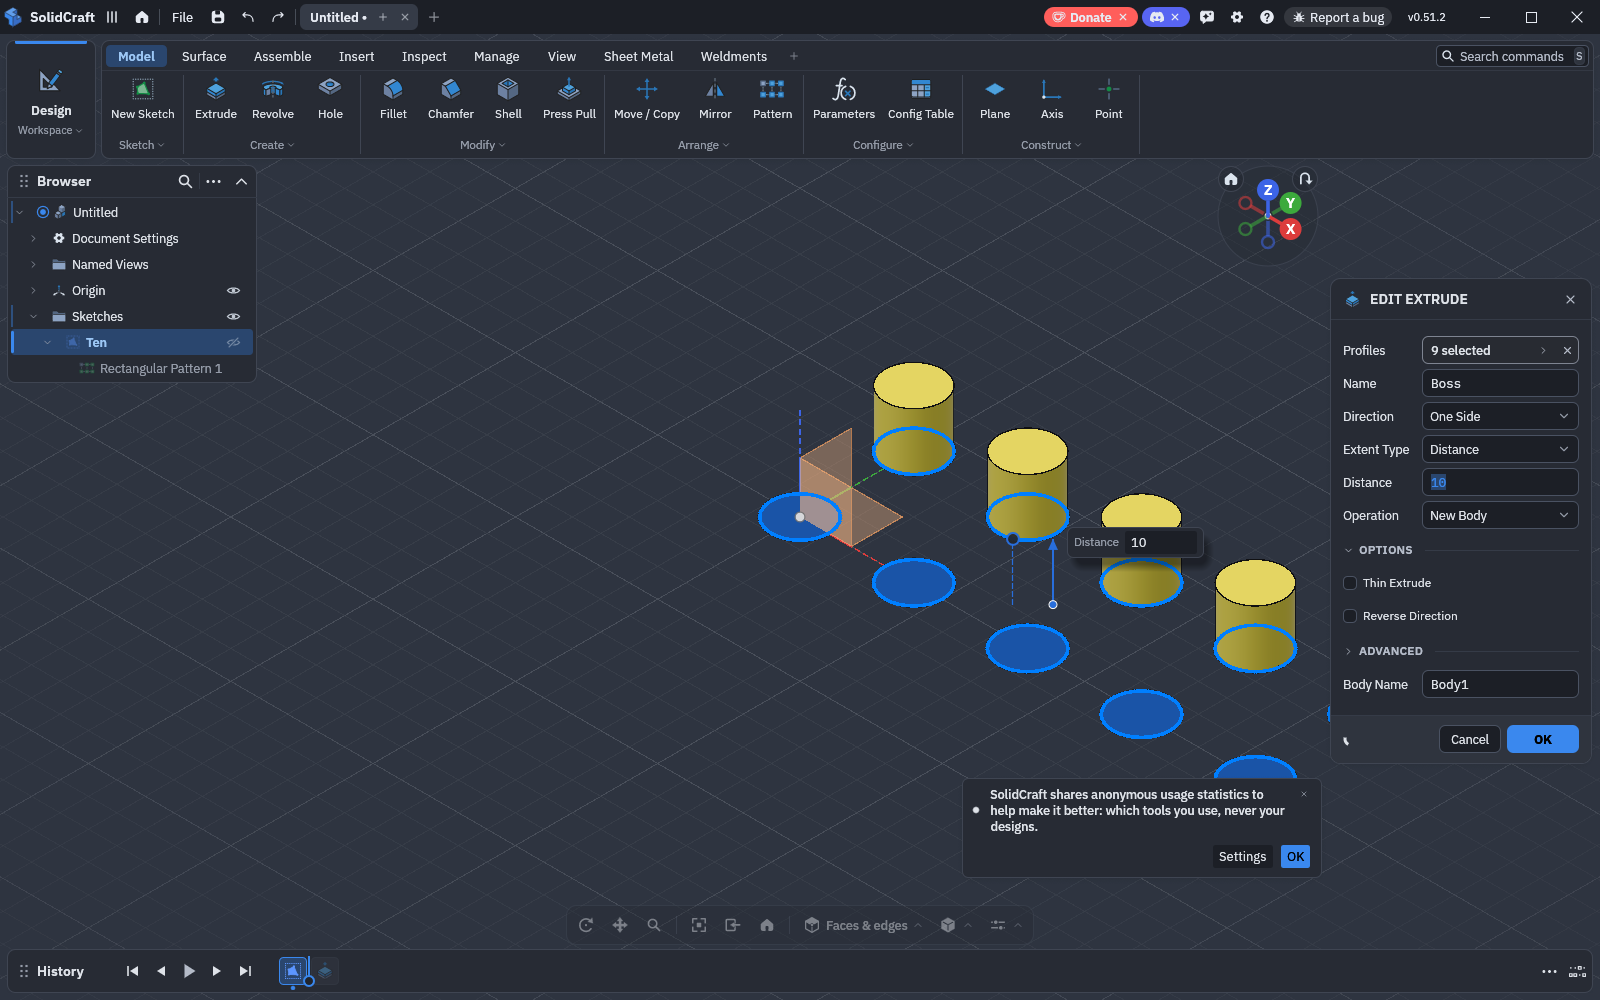 SolidCraft
File
Untitled •
Donate
Report a bug
v0.51.2
Design
Workspace
Model
Surface
Assemble
Insert
Inspect
Manage
View
Sheet Metal
Weldments
Search commands
S
New Sketch
Extrude
Revolve
Hole
Fillet
Chamfer
Shell
Press Pull
Move / Copy
Mirror
Pattern
Parameters
Config Table
Plane
Axis
Point
Sketch
Create
Modify
Arrange
Configure
Construct
Browser
Untitled
Document Settings
Named Views
Origin
Sketches
Ten
Rectangular Pattern 1
Z
Y
X
Distance 10
EDIT EXTRUDE
Profiles 9 selected
Name Boss
Direction One Side
Extent Type Distance
Distance 10
Operation New Body
OPTIONS
Thin Extrude
Reverse Direction
ADVANCED
Body Name Body1
Cancel
OK
SolidCraft shares anonymous usage statistics to
help make it better: which tools you use, never your
designs.
Settings
OK
Faces & edges
History